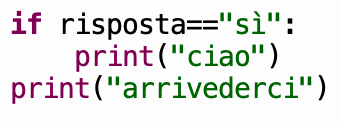 if risposta=="sì":
    print("ciao")
print("arrivederci")